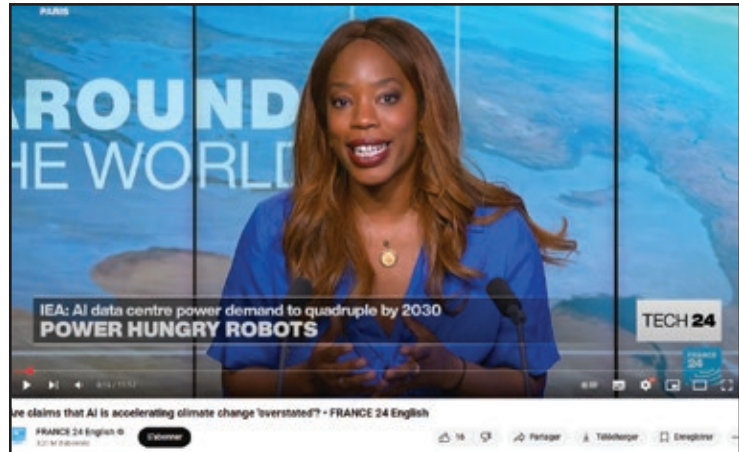 PARIS
AROUND
HE WORLD
IEA: AI data centre power demand to quadruple by 2030
POWER HUNGRY ROBOTS
TECH 24
FRANCE
24
re claims that AI is accelerating climate change 'overstated'? • FRANCE 24 English
FRANCE 24 English
S'abonner
16
Partager
Télécharger
Enregistrer